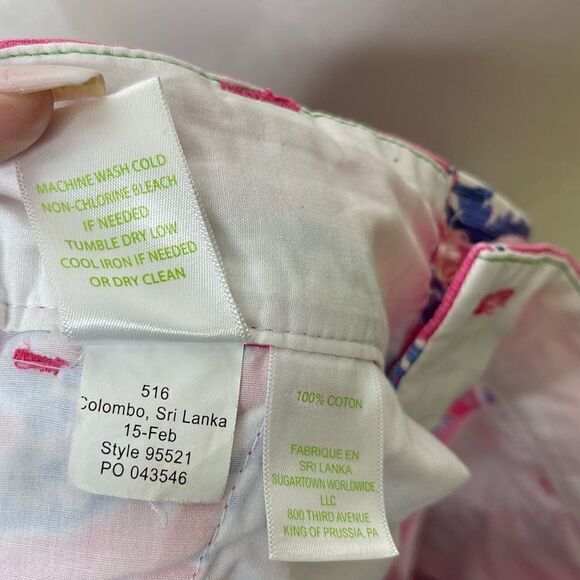 MACHINE WASH COLD
NON-CHLORINE BLEACH
IF NEEDED
TUMBLE DRY LOW
COOL IRON IF NEEDED
OR DRY CLEAN
516
Colombo, Sri Lanka
15-Feb
Style 95521
PO 043546
100% COTON
FABRIQUE EN
SRI LANKA
SUGARTOWN WORLDWIDE,
LLC
800 THIRD AVENUE
KING OF PRUSSIA, PA